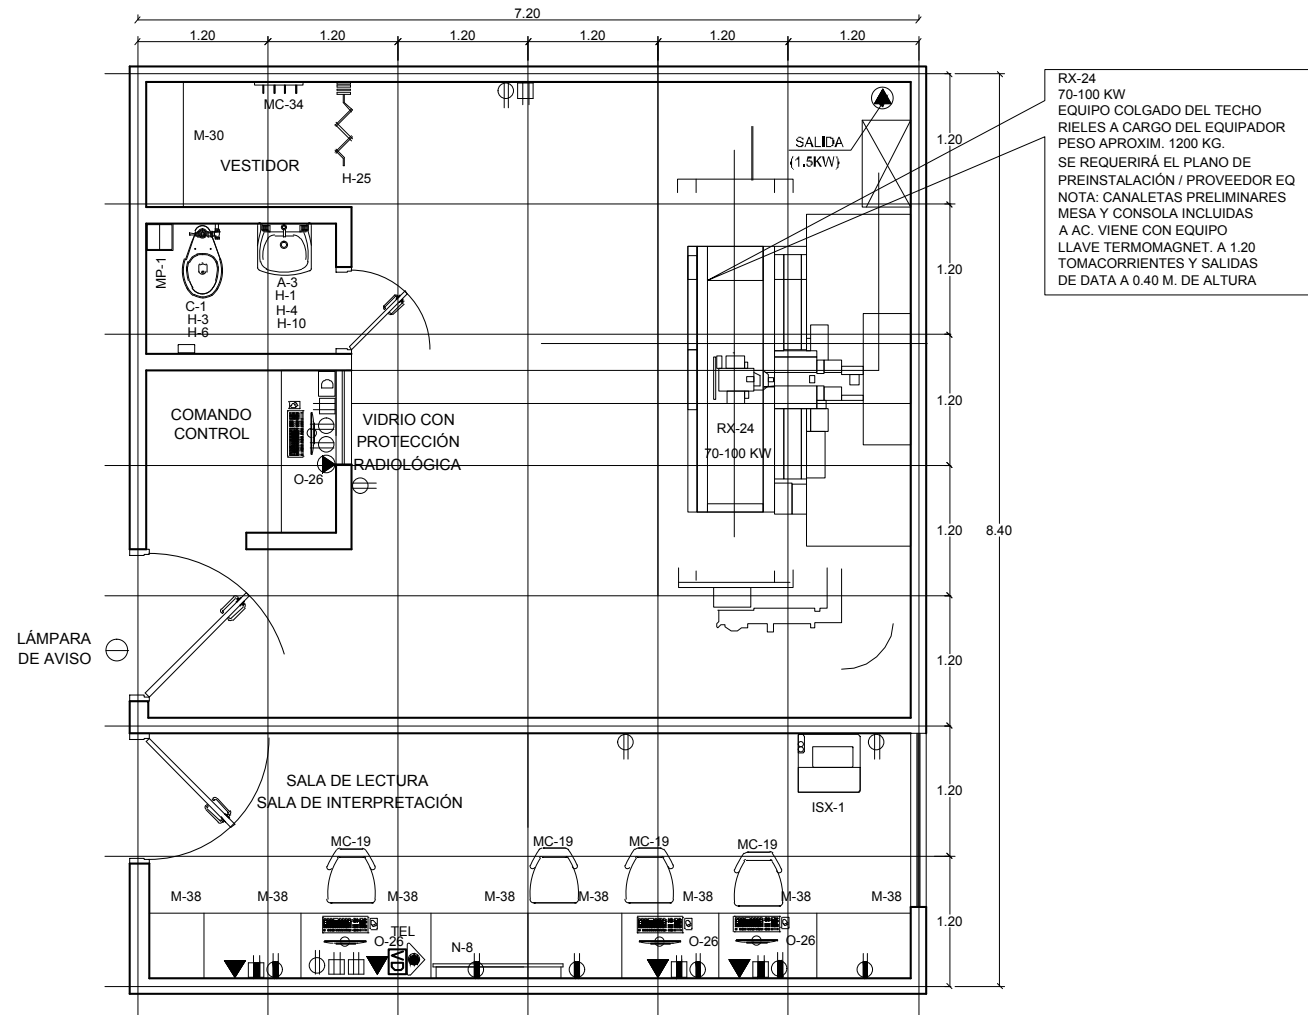 7.20
1.20
1.20
1.20
1.20
1.20
1.20
RX-24
70-100 KW
EQUIPO COLGADO DEL TECHO
RIELES A CARGO DEL EQUIPADOR
PESO APROXIM. 1200 KG.
SE REQUERIRÁ EL PLANO DE
PREINSTALACIÓN / PROVEEDOR EQ
NOTA: CANALETAS PRELIMINARES
MESA Y CONSOLA INCLUIDAS
A AC. VIENE CON EQUIPO
LLAVE TERMOMAGNET. A 1.20
TOMACORRIENTES Y SALIDAS
DE DATA A 0.40 M. DE ALTURA
MC-34
M-30
VESTIDOR
H-25
SALIDA
(1.5KW)
1.20
MP-1
C-1
H-3
H-6
A-3
H-1
H-4
H-10
1.20
COMANDO
CONTROL
D
VIDRIO CON
PROTECCIÓN
RADIOLÓGICA
O-26
RX-24
70-100 KW
1.20
1.20
8.40
LÁMPARA
DE AVISO
1.20
SALA DE LECTURA
SALA DE INTERPRETACIÓN
ISX-1
1.20
MC-19
MC-19
MC-19
MC-19
M-38
M-38
M-38
M-38
M-38
M-38
M-38
M-38
1.20
TEL
O-26
VD
N-8
O-26
O-26